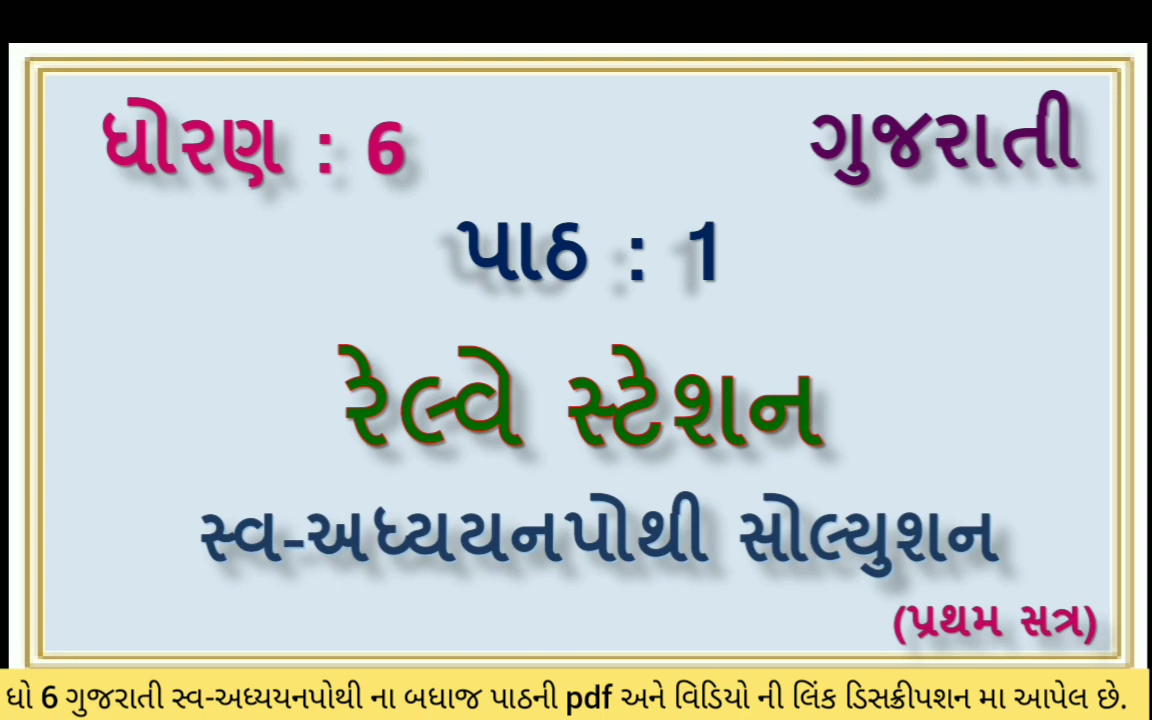 ધોરણ : 6 ગુજરાતી
પાઠ : 1
રેલ્વે સ્ટેશન
સ્વ-અધ્યયનપોથી સોલ્યુશન
(પ્રથમ સત્ર)
ધો 6 ગુજરાતી સ્વ-અધ્યયનપોથી ના બધાજ પાઠની pdf અને વિડિયો ની લિંક ડિસક્રીપશન મા આપેલ છે.